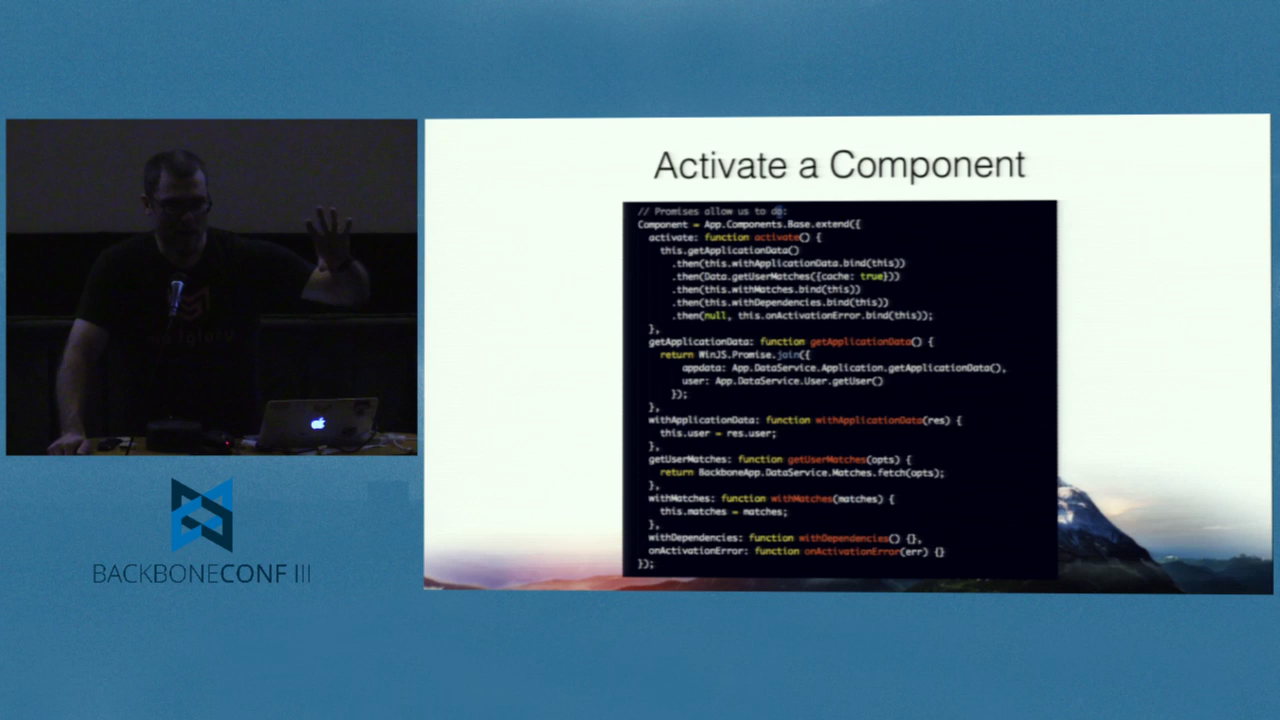 Activate a Component
// Promises allow us to do:
Component = App.Components.Base.extend({
activate: function activate() {
this.getApplicationData()
.then(this.withApplicationData.bind(this))
.then(Data.getUserMatches({cache: true}))
.then(this.withMatches.bind(this))
.then(this.withDependencies.bind(this))
.then(null, this.onActivationError.bind(this));
},
getApplicationData: function getApplicationData() {
return WinJS.Promise.join({
appdata: App.DataService.Application.getApplicationData(),
user: App.DataService.User.getUser()
});
},
withApplicationData: function withApplicationData(res) {
this.user = res.user;
},
getUserMatches: function getUserMatches(opts) {
return BackboneApp.DataService.Matches.fetch(opts);
},
withMatches: function withMatches(matches) {
this.matches = matches;
},
withDependencies: function withDependencies() {},
onActivationError: function onActivationError(err) {}
});
BACKBONECONF III